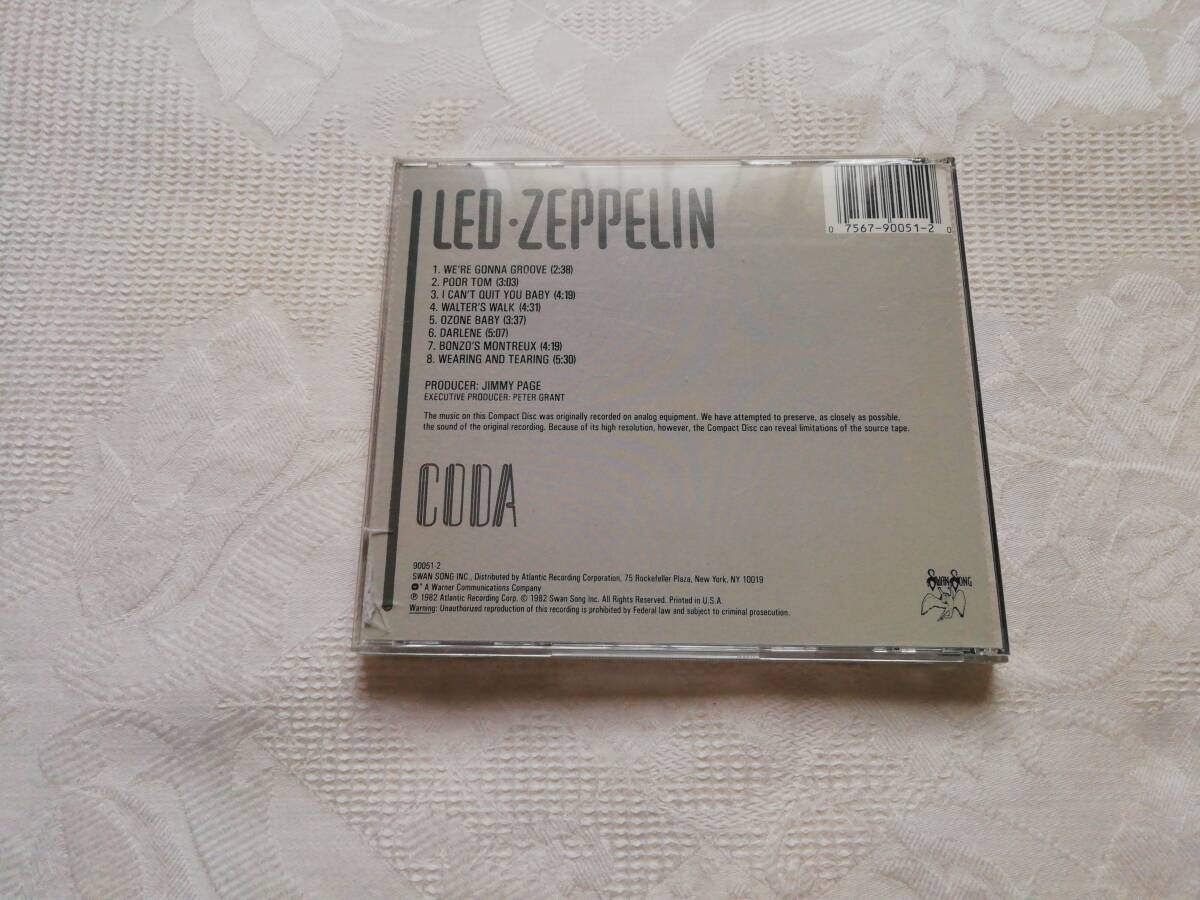 LED·ZEPPELIN
0 7567-90051-2 0
1. WE'RE GONNA GROOVE (2:38)
2. POOR TOM (3:03)
3. I CAN'T QUIT YOU BABY (4:19)
4. WALTER'S WALK (4:31)
5. OZONE BABY (3:37)
6. DARLENE (5:07)
7. BONZO'S MONTREUX (4:19)
8. WEARING AND TEARING (5:30)
PRODUCER: JIMMY PAGE
EXECUTIVE PRODUCER: PETER GRANT
The music on this Compact Disc was originally recorded on analog equipment. We have attempted to preserve, as closely as possible,
the sound of the original recording. Because of its high resolution, however, the Compact Disc can reveal limitations of the source tape.
CODA
90051-2
SWAN SONG INC., Distributed by Atlantic Recording Corporation, 75 Rockefeller Plaza, New York, NY 10019
® A Warner Communications Company
℗ 1982 Atlantic Recording Corp. © 1982 Swan Song Inc. All Rights Reserved. Printed in U.S.A.
Warning: Unauthorized reproduction of this recording is prohibited by Federal law and subject to criminal prosecution.
SWAN SONG